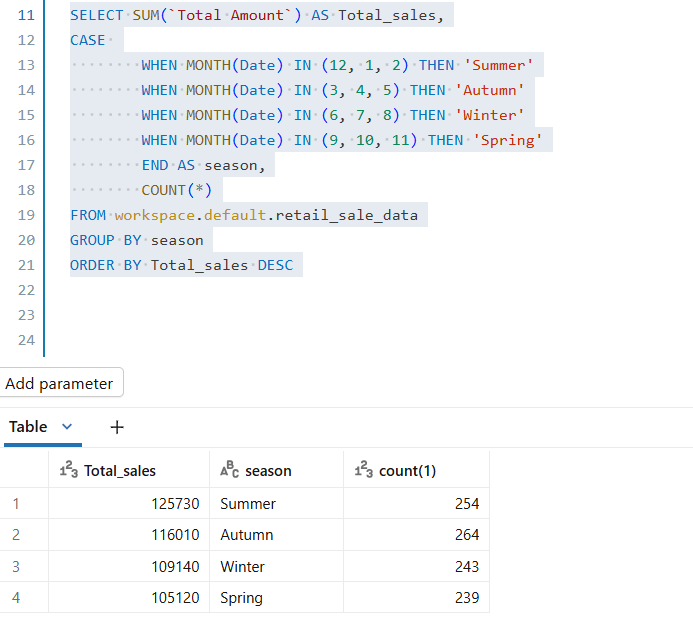 11 SELECT SUM(`Total Amount`) AS Total_sales,
12 CASE
13 WHEN MONTH(Date) IN (12, 1, 2) THEN 'Summer'
14 WHEN MONTH(Date) IN (3, 4, 5) THEN 'Autumn'
15 WHEN MONTH(Date) IN (6, 7, 8) THEN 'Winter'
16 WHEN MONTH(Date) IN (9, 10, 11) THEN 'Spring'
17 END AS season,
18 COUNT(*)
19 FROM workspace.default.retail_sale_data
20 GROUP BY season
21 ORDER BY Total_sales DESC
22
23
24
Add parameter
Table +
123 Total_sales ABC season 123 count(1)
1 125730 Summer 254
2 116010 Autumn 264
3 109140 Winter 243
4 105120 Spring 239